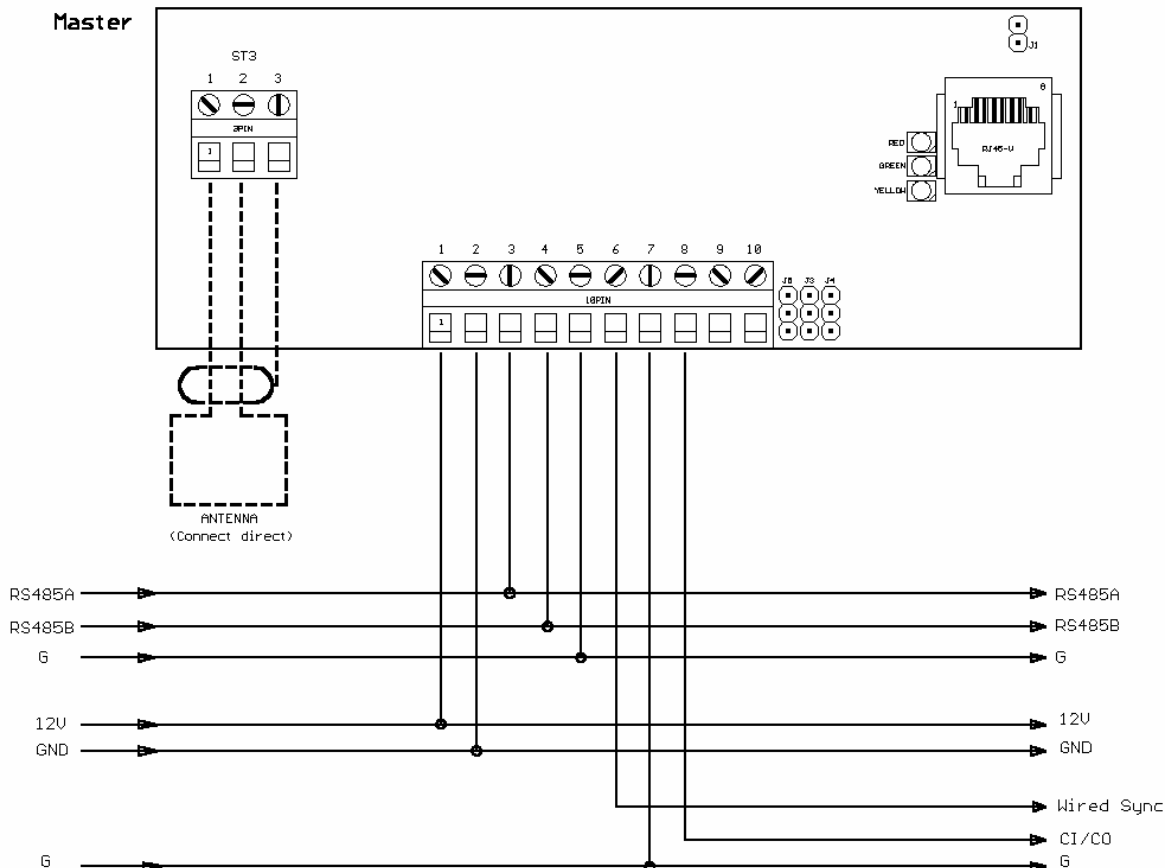 Master
ST3
1 2 3
3PIN
1
J1
1 8
RJ45-V
RED
GREEN
YELLOW
1 2 3 4 5 6 7 8 9 10
10PIN
1
J3 J4
ANTENNA
(Connect direct)
RS485A RS485A
RS485B RS485B
G G
12V 12V
GND GND
Wired Sync
CI/CO
G G